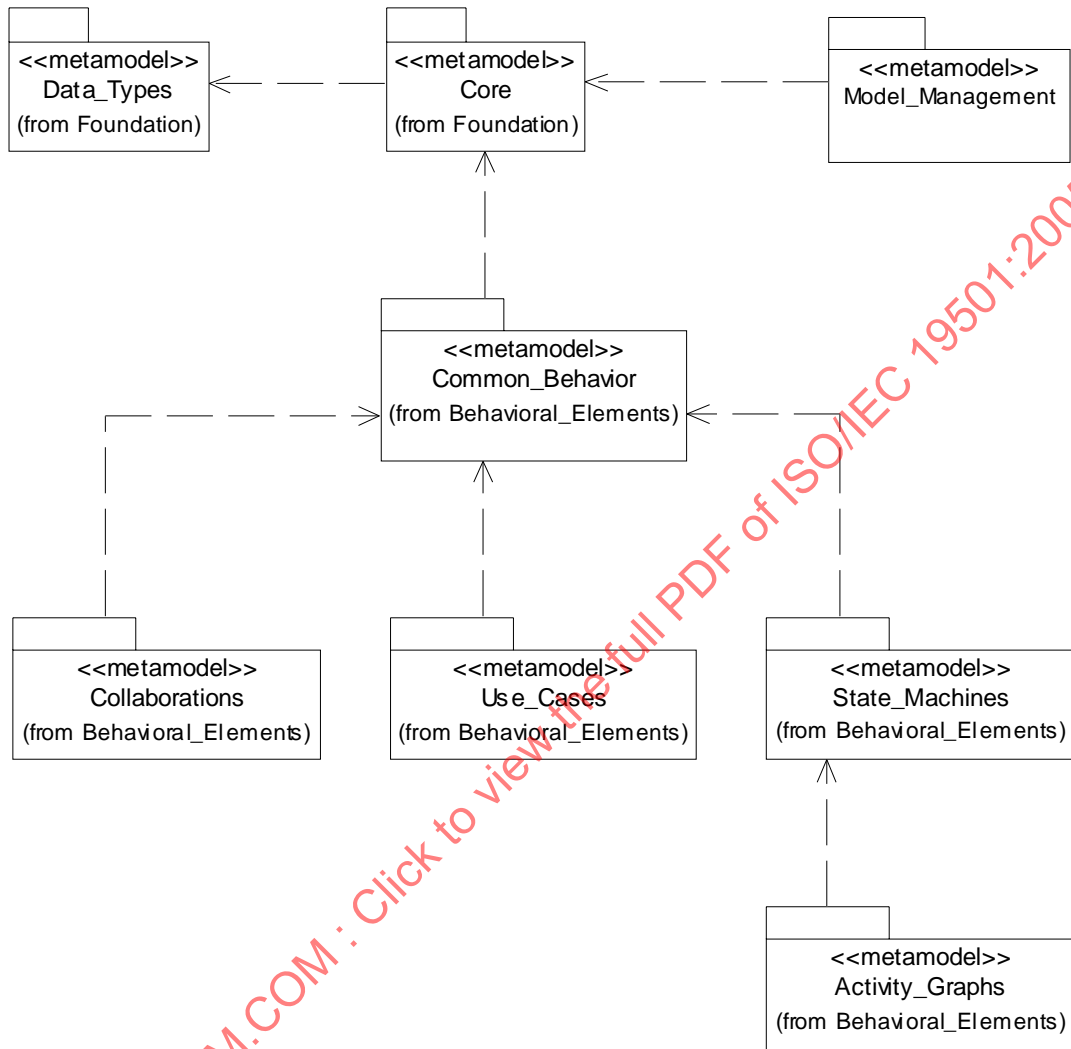 <<metamodel>>
Data_Types
(from Foundation)
<<metamodel>>
Core
(from Foundation)
<<metamodel>>
Model_Management
<<metamodel>>
Common_Behavior
(from Behavioral_Elements)
<<metamodel>>
Collaborations
(from Behavioral_Elements)
<<metamodel>>
Use_Cases
(from Behavioral_Elements)
<<metamodel>>
State_Machines
(from Behavioral_Elements)
<<metamodel>>
Activity_Graphs
(from Behavioral_Elements)
M.COM : Click to view the full PDF of ISO/IEC 19501:200